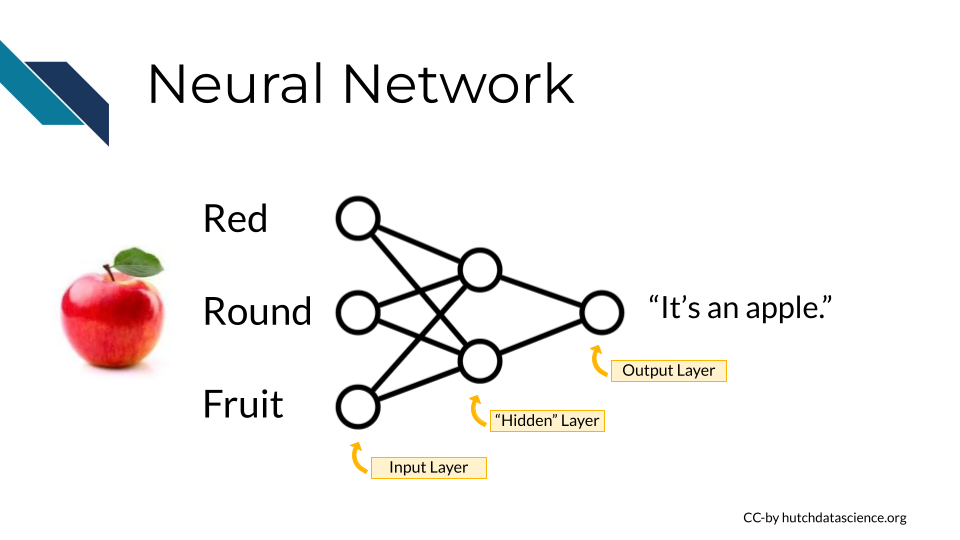 Neural Network
Red
Round
Fruit
“It’s an apple.”
Output Layer
“Hidden” Layer
Input Layer
CC-by hutchdatascience.org